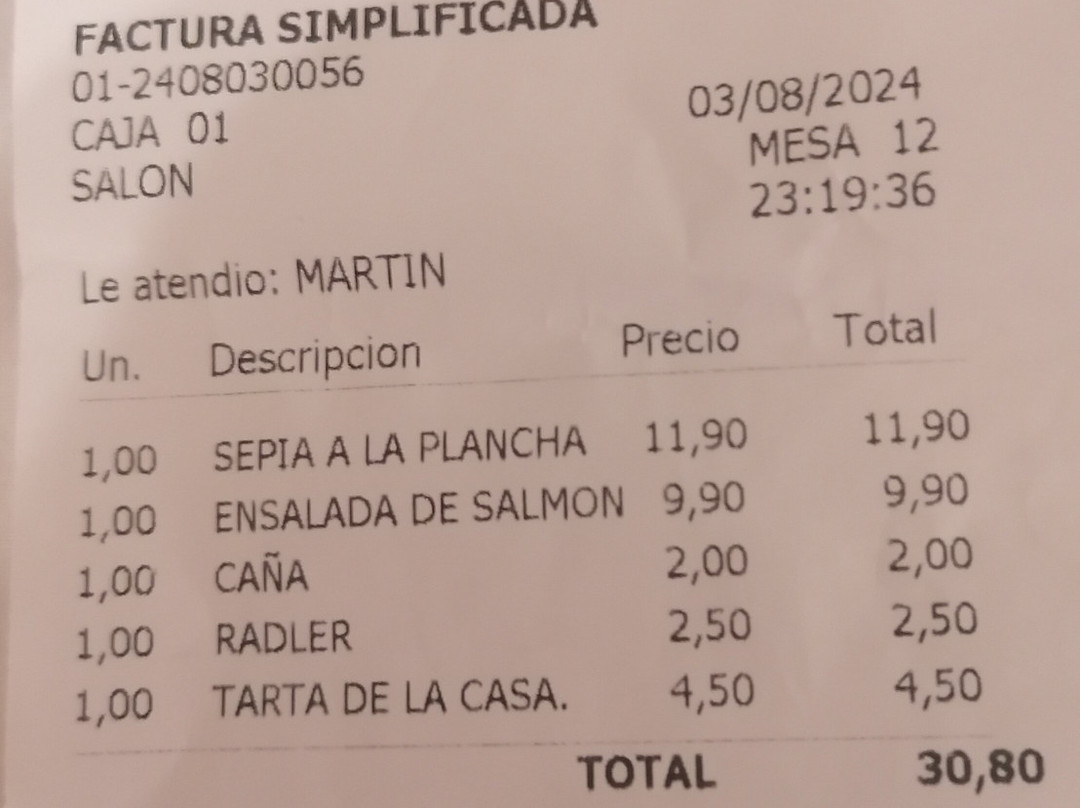 FACTURA SIMPLIFICADA
01-2408030056 03/08/2024
CAJA 01 MESA 12
SALON 23:19:36
Le atendio: MARTIN
Un. Descripcion Precio Total
1,00 SEPIA A LA PLANCHA 11,90 11,90
1,00 ENSALADA DE SALMON 9,90 9,90
1,00 CAÑA 2,00 2,00
1,00 RADLER 2,50 2,50
1,00 TARTA DE LA CASA. 4,50 4,50
TOTAL 30,80